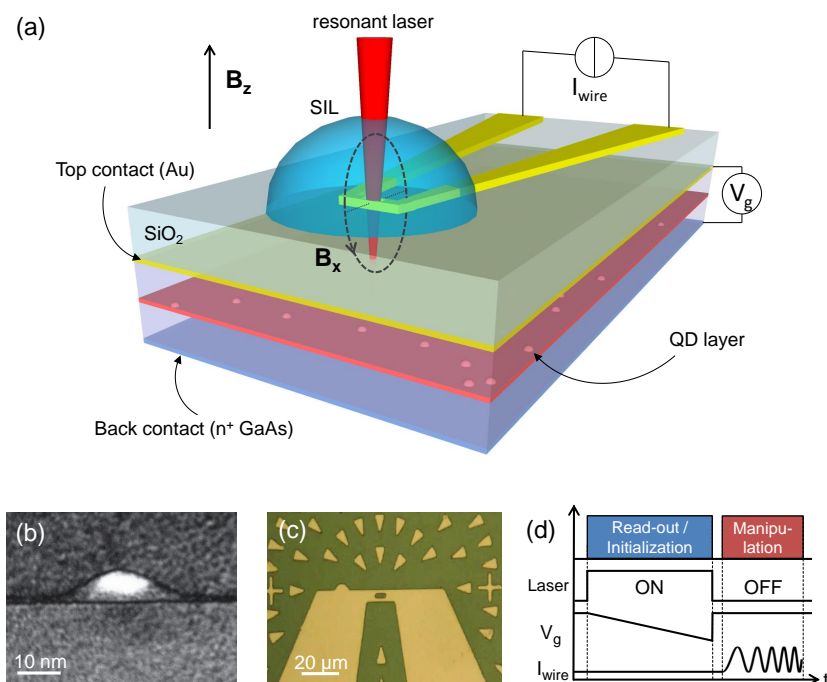 (a)
resonant laser
B_z
SIL
I_wire
Top contact (Au)
V_g
SiO₂
B_x
QD layer
Back contact (n⁺ GaAs)
(b)
10 nm
(c)
20 µm
(d)
Read-out /
Initialization
Manipu-
lation
Laser
ON
OFF
V_g
I_wire
t